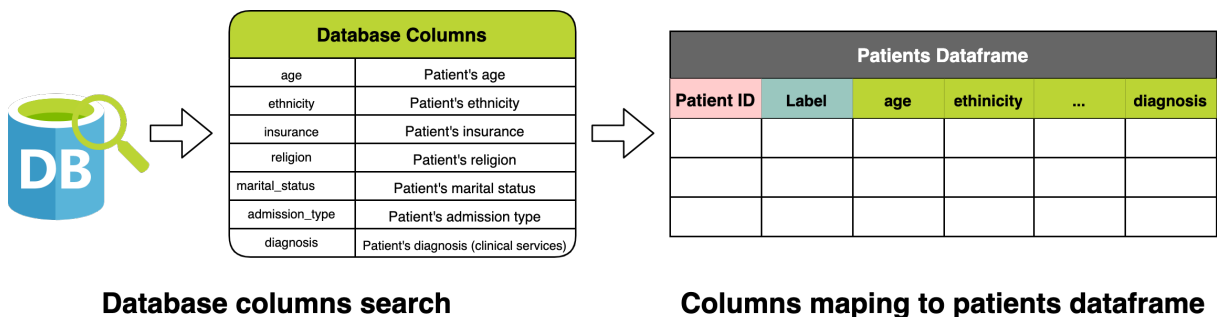 DB
Database Columns
age Patient's age
ethnicity Patient's ethnicity
insurance Patient's insurance
religion Patient's religion
marital_status Patient's marital status
admission_type Patient's admission type
diagnosis Patient's diagnosis (clinical services)
Database columns search
Patients Dataframe
Patient ID Label age ethinicity ... diagnosis
Columns maping to patients dataframe